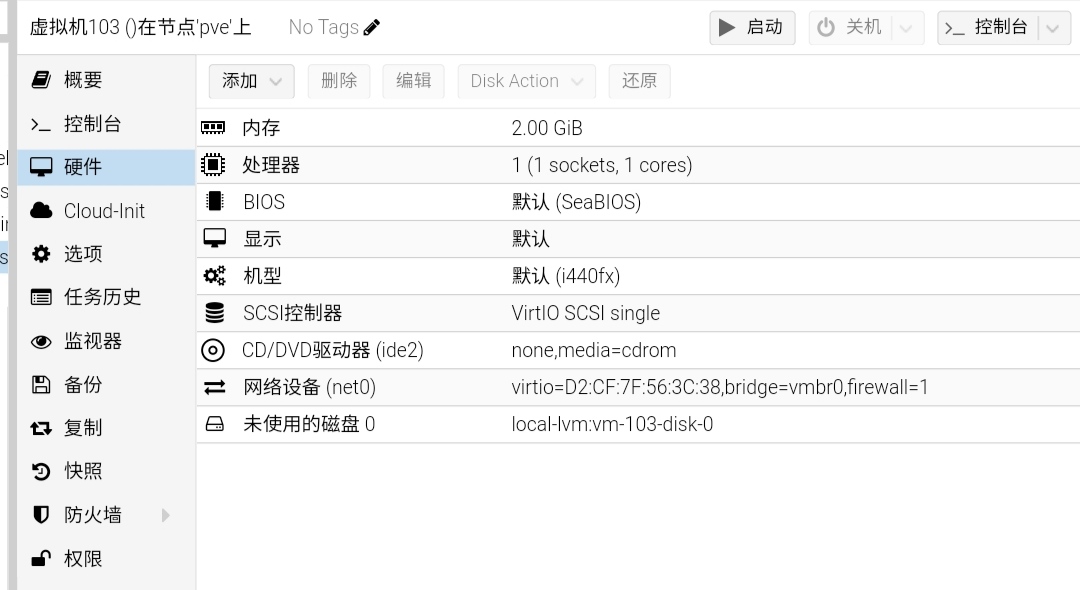 虚拟机103 ()在节点'pve'上 No Tags 启动 关机 控制台
概要
控制台
硬件
Cloud-Init
选项
任务历史
监视器
备份
复制
快照
防火墙
权限
添加 删除 编辑 Disk Action 还原
内存 2.00 GiB
处理器 1 (1 sockets, 1 cores)
BIOS 默认 (SeaBIOS)
显示 默认
机型 默认 (i440fx)
SCSI控制器 VirtIO SCSI single
CD/DVD驱动器 (ide2) none,media=cdrom
网络设备 (net0) virtio=D2:CF:7F:56:3C:38,bridge=vmbr0,firewall=1
未使用的磁盘 0 local-lvm:vm-103-disk-0